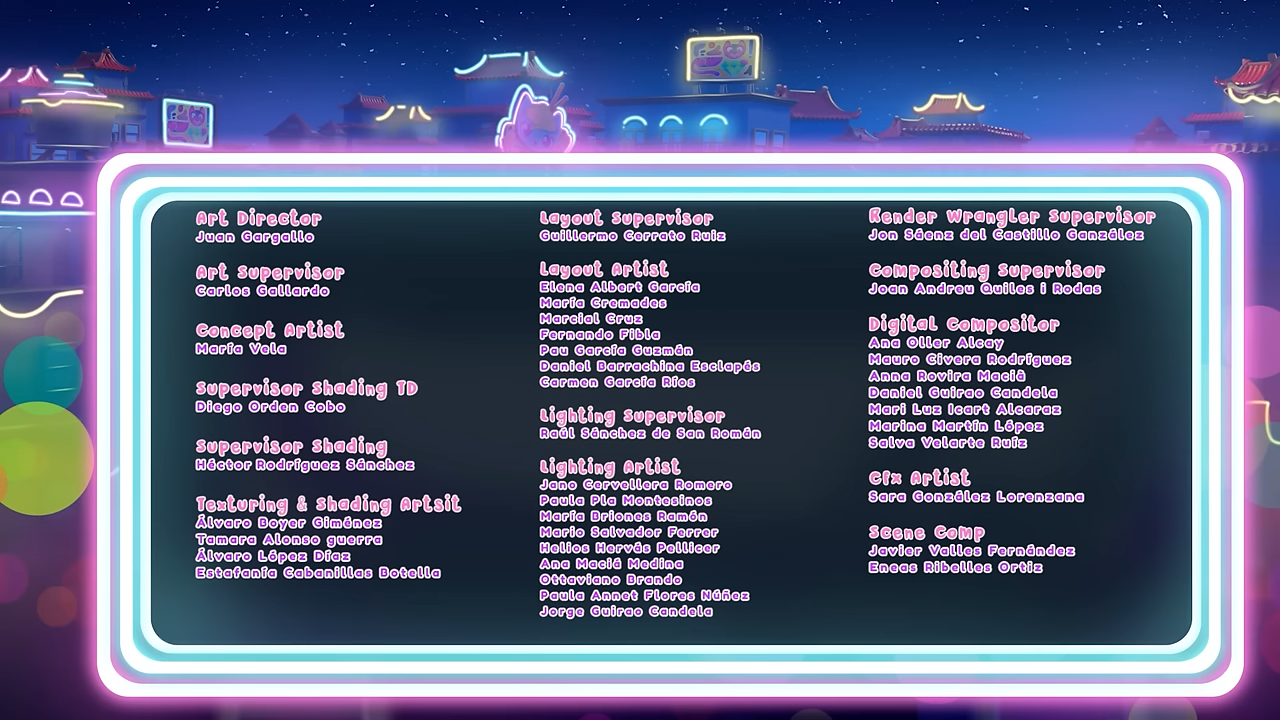 Art Director
Juan Gargallo
Art Supervisor
Carlos Gallardo
Concept Artist
María Vela
Supervisor Shading TD
Diego Orden Cobo
Supervisor Shading
Héctor Rodríguez Sánchez
Texturing & Shading Artsit
Álvaro Boyer Giménez
Tamara Alonso guerra
Álvaro López Díaz
Estafanía Cabanillas Botella
Layout Supervisor
Guillermo Cerrato Ruiz
Layout Artist
Elena Albert García
María Cremades
Marcial Cruz
Fernando Fibla
Pau García Guzmán
Daniel Barrachina Esclapés
Carmen García Ríos
Lighting Supervisor
Raúl Sánchez de San Román
Lighting Artist
Jano Cervellera Romero
Paula Pla Montesinos
María Briones Ramón
Mario Salvador Ferrer
Helios Hervás Pellicer
Ana Maciá Medina
Ottaviano Brando
Paula Annet Flores Núñez
Jorge Guirao Candela
Render Wrangler Supervisor
Jon Sáenz del Castillo Ganzález
Compositing Supervisor
Joan Andreu Quiles i Rodas
Digital Compositor
Ana Oller Alcay
Mauro Civera Rodríguez
Anna Rovira Macià
Daniel Guirao Candela
Mari Luz Icart Alcaraz
Marina Martín López
Salva Velarte Ruíz
Cfx Artist
Sara González Lorenzana
Scene Comp
Javier Valles Fernández
Eneas Ribelles Ortiz